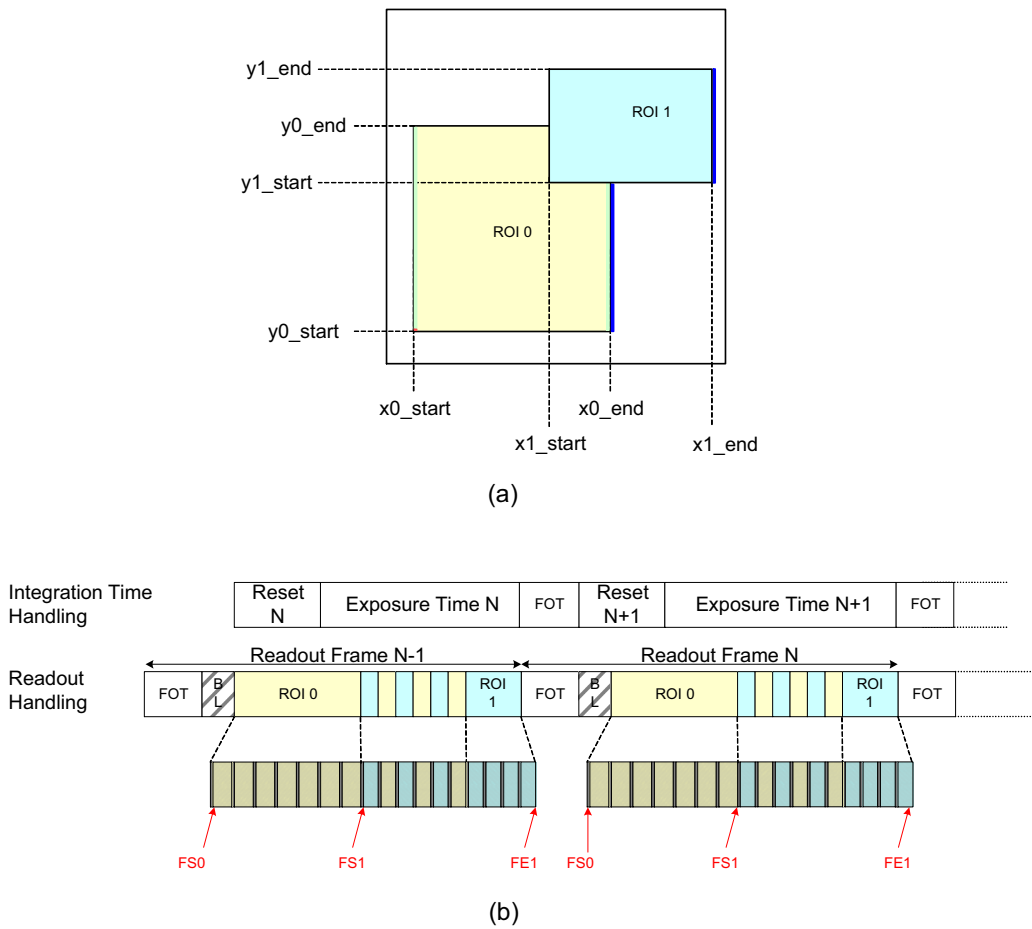 y1_end
ROI 1
y0_end
y1_start
ROI 0
y0_start
x0_start
x0_end
x1_start
x1_end
(a)
Integration Time
Handling
Reset
N
Exposure Time N
FOT
Reset
N+1
Exposure Time N+1
FOT
Readout Frame N-1
Readout Frame N
Readout
Handling
FOT
B
L
ROI 0
ROI
1
FOT
B
L
ROI 0
ROI
1
FOT
FS0
FS1
FE1
FS0
FS1
FE1
(b)